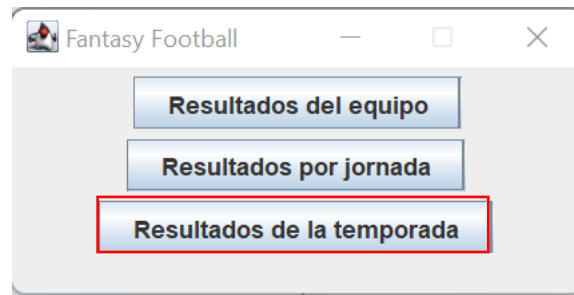 Fantasy Football
Resultados del equipo
Resultados por jornada
Resultados de la temporada